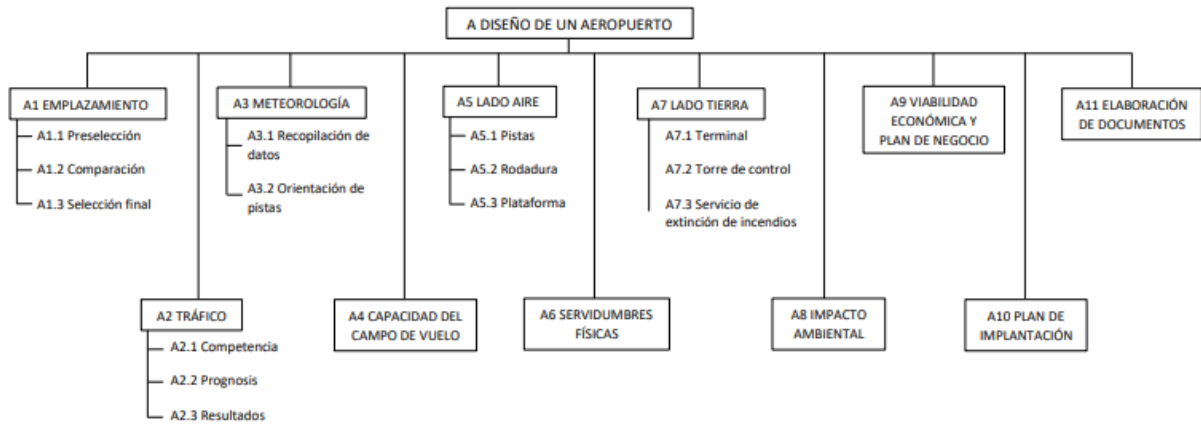 A DISEÑO DE UN AEROPUERTO
A1 EMPLAZAMIENTO
A1.1 Preselección
A1.2 Comparación
A1.3 Selección final
A2 TRÁFICO
A2.1 Competencia
A2.2 Prognosis
A2.3 Resultados
A3 METEOROLOGÍA
A3.1 Recopilación de
datos
A3.2 Orientación de
pistas
A4 CAPACIDAD DEL
CAMPO DE VUELO
A5 LADO AIRE
A5.1 Pistas
A5.2 Rodadura
A5.3 Plataforma
A6 SERVIDUMBRES
FÍSICAS
A7 LADO TIERRA
A7.1 Terminal
A7.2 Torre de control
A7.3 Servicio de
extinción de incendios
A8 IMPACTO
AMBIENTAL
A9 VIABILIDAD
ECONÓMICA Y
PLAN DE NEGOCIO
A10 PLAN DE
IMPLANTACIÓN
A11 ELABORACIÓN
DE DOCUMENTOS